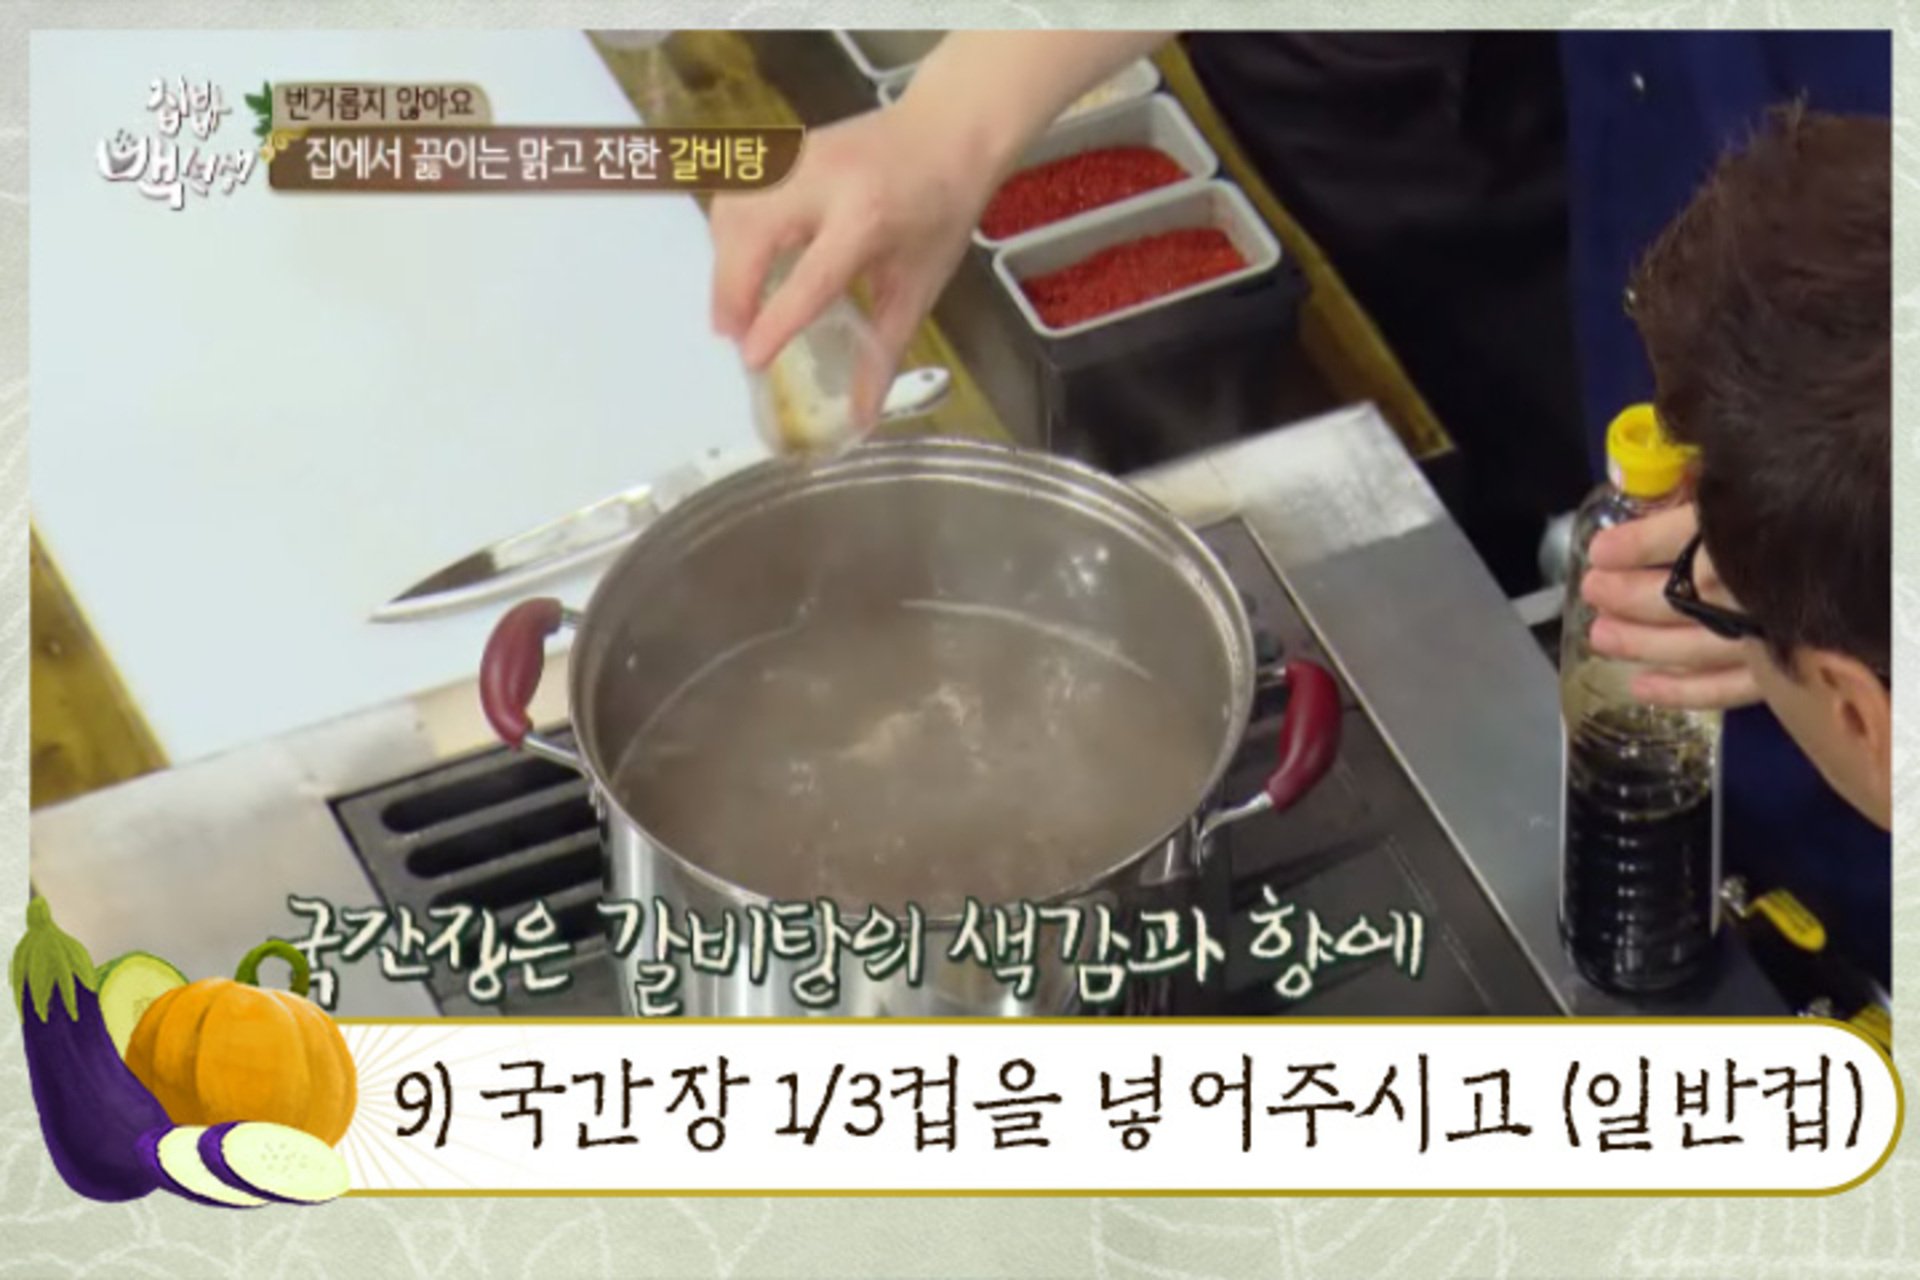 집밥
백선생
번거롭지 않아요
집에서 끓이는 맑고 진한 갈비탕
국간장은 갈비탕의 색감과 향에
9) 국간장 1/3컵을 넣어주시고 (일반컵)